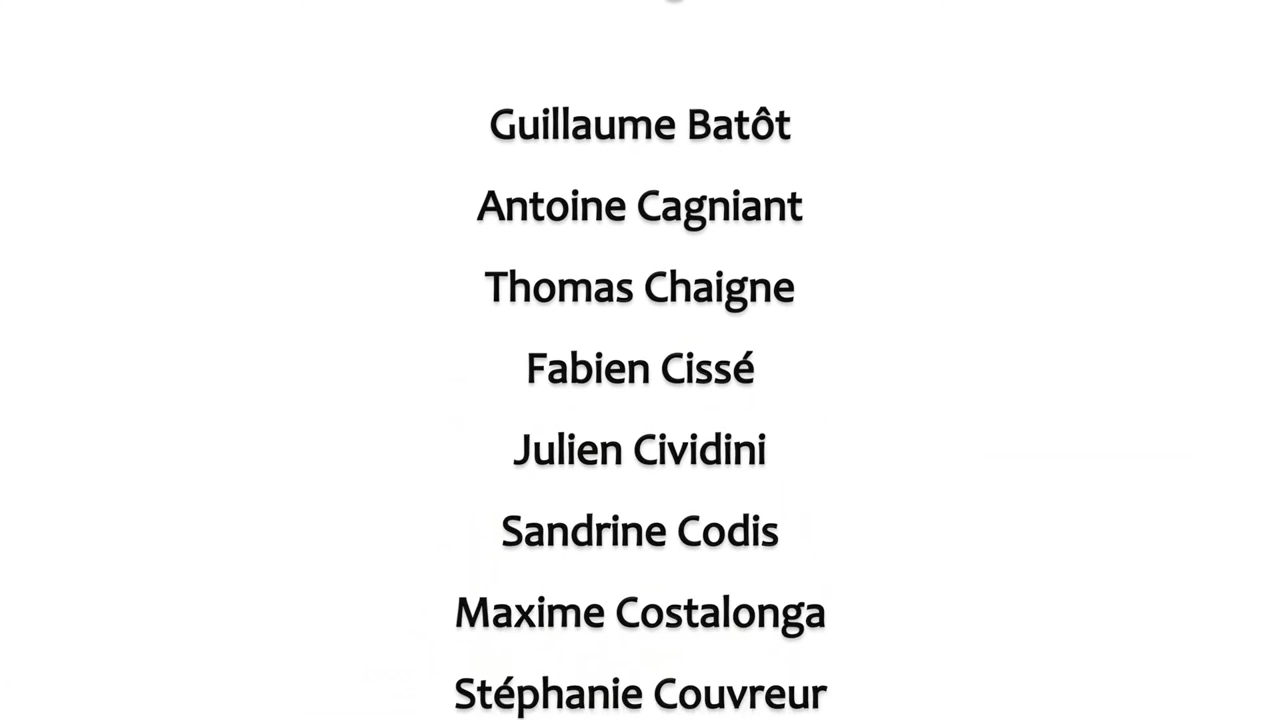 Guillaume Batôt
Antoine Cagniant
Thomas Chaigne
Fabien Cissé
Julien Cividini
Sandrine Codis
Maxime Costalonga
Stéphanie Couvreur